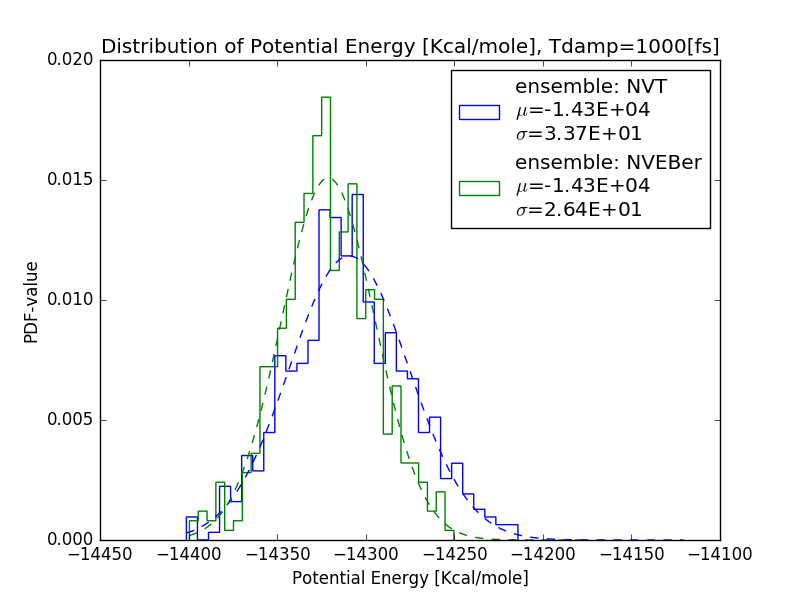 Distribution of Potential Energy [Kcal/mole], Tdamp=1000[fs]
0.020
0.015
0.010
0.005
0.000
PDF-value
ensemble: NVT
μ=-1.43E+04
σ=3.37E+01
ensemble: NVEBer
μ=-1.43E+04
σ=2.64E+01
−14450 −14400 −14350 −14300 −14250 −14200 −14150 −14100
Potential Energy [Kcal/mole]